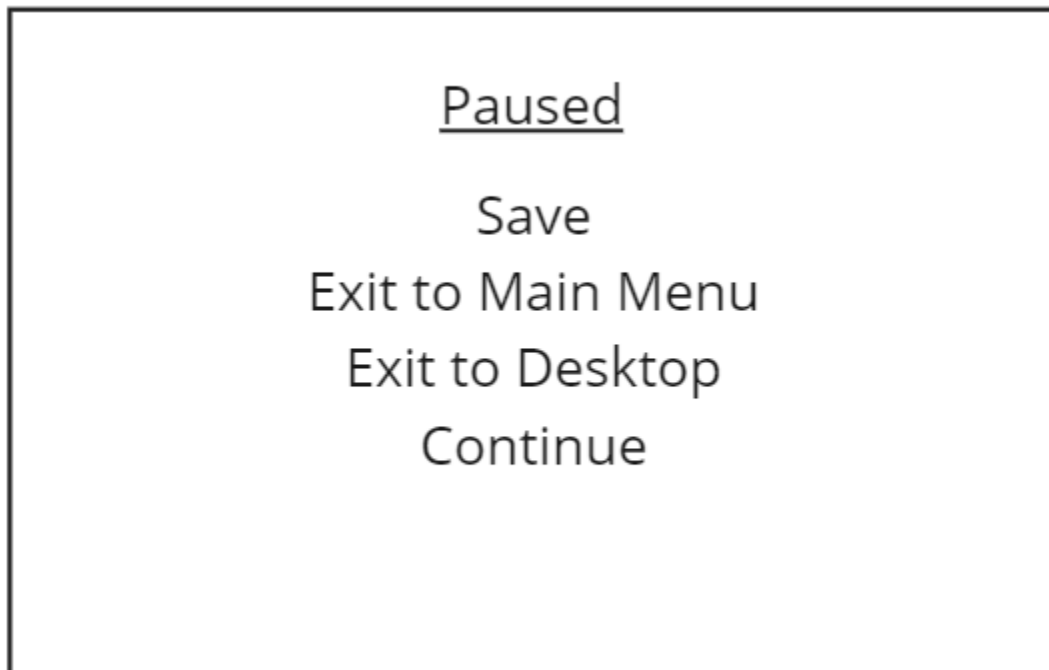 Paused
Save
Exit to Main Menu
Exit to Desktop
Continue